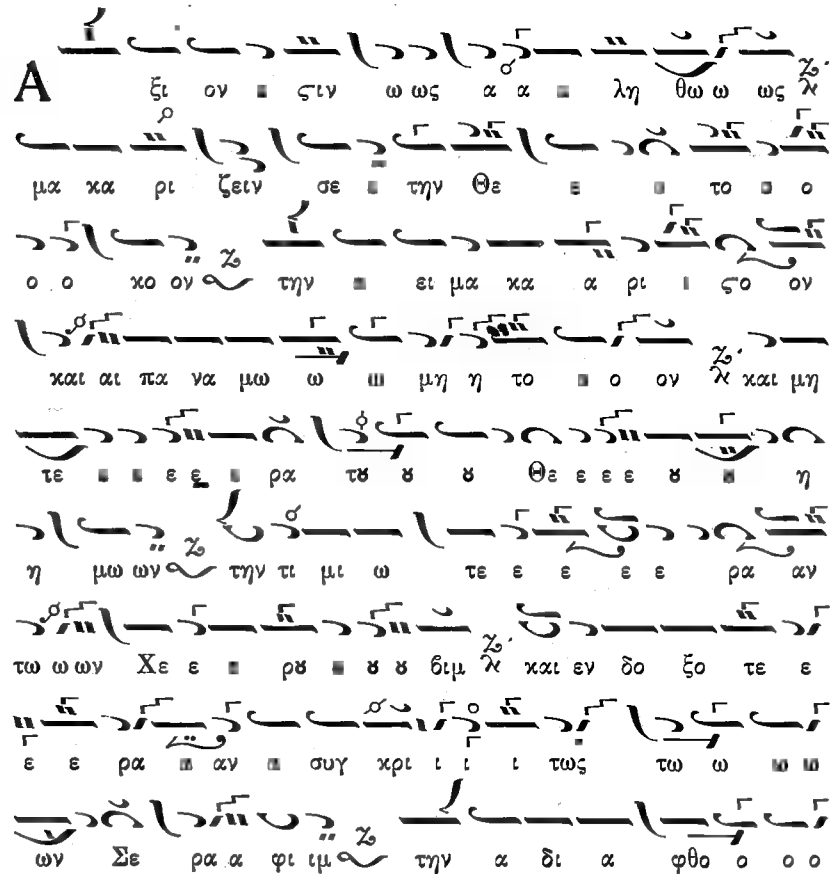 Α ξι ον ςιν ω ως α α λη θω ω ως
μα κα ρι ζειν σε την Θε το ο
ο ο κο ον την ει μα κα α ρι ςο ον
και αι πα να μω ω μη η το ο ον και μη
τε ε ε ρα τȣ ȣ ȣ Θε ε ε ε ȣ η
η μω ων την τι μι ω τε ε ε ε ε ρα αν
τω ω ων Χε ε ρȣ ȣ ȣ βιμ και εν δο ξο τε ε
ε ε ρα αν συγ κρι ι ι ι τως τω ω
ων Σε ρα α φι ιμ την α δι α φθο ο ο ο